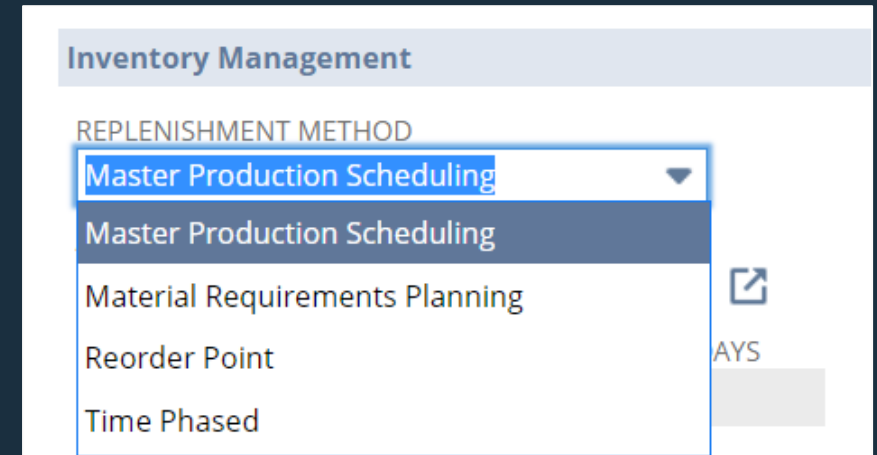 Inventory Management
REPLENISHMENT METHOD
Master Production Scheduling
Master Production Scheduling
Material Requirements Planning
Reorder Point
AYS
Time Phased